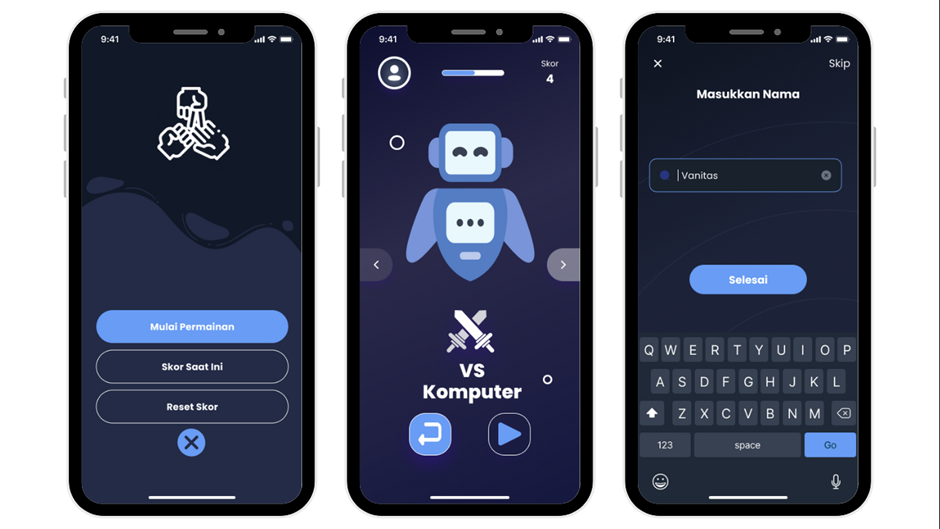 9:41
Mulai Permainan
Skor Saat Ini
Reset Skor
9:41
Skor
4
VS
Komputer
9:41
Skip
Masukkan Nama
Vanitas
Selesai
Q W E R T Y U I O P
A S D F G H J K L
Z X C V B N M
123 space Go